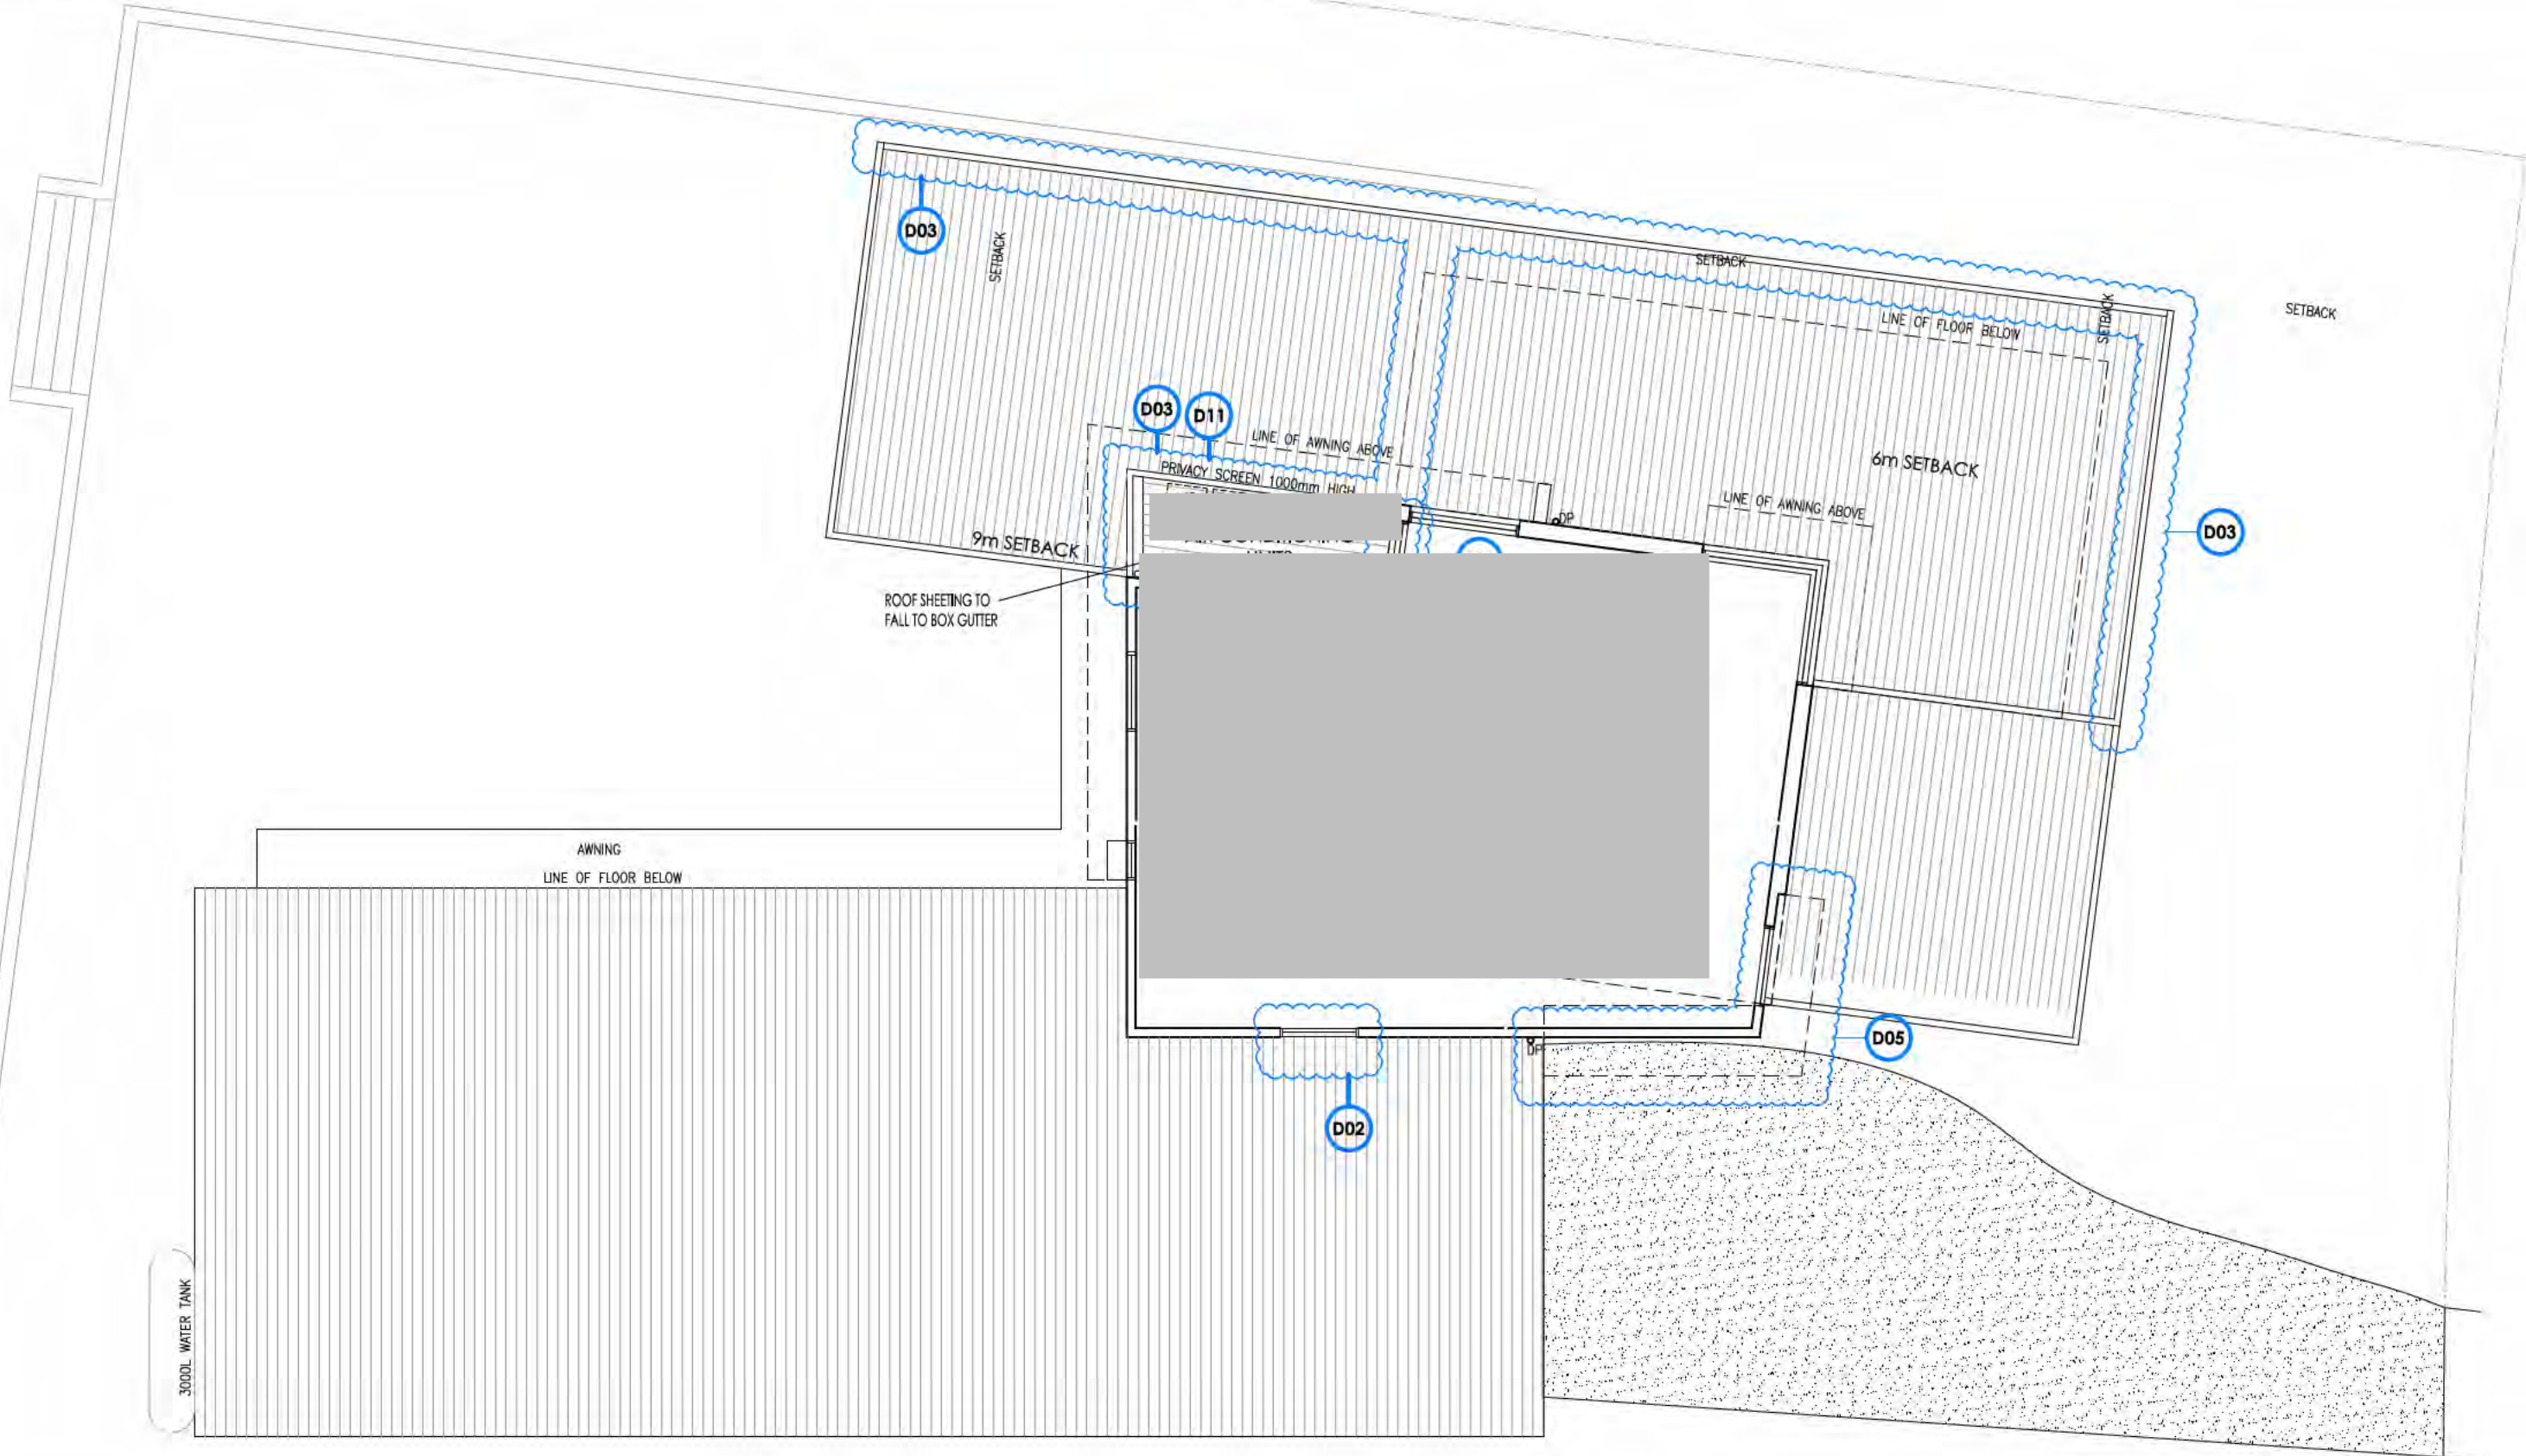 D03
SETBACK
SETBACK
SETBACK
SETBACK
LINE OF FLOOR BELOW
D03
D11
LINE OF AWNING ABOVE
PRIVACY SCREEN 1000mm HIGH
6m SETBACK
LINE OF AWNING ABOVE
DP
D03
9m SETBACK
ROOF SHEETING TO
FALL TO BOX GUTTER
AWNING
LINE OF FLOOR BELOW
DP
D05
D02
3000L WATER TANK